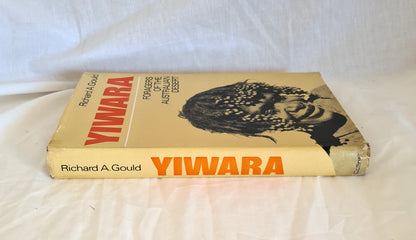 Richard A. Gould
YIWARA
FORAGERS
OF THE
AUSTRALIAN
DESERT
Richard A. Gould YIWARA